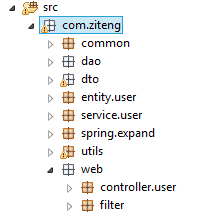 src
com.ziteng
common
dao
dto
entity.user
service.user
spring.expand
utils
web
controller.user
filter